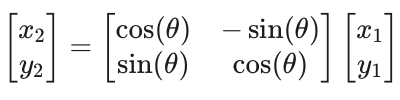 [x₂ y₂] = [cos(θ) − sin(θ) sin(θ) cos(θ)] [x₁ y₁]